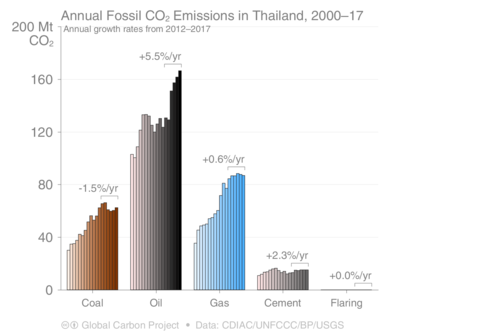 Annual Fossil CO₂ Emissions in Thailand, 2000–17
200 Mt
CO₂
Annual growth rates from 2012–2017
+5.5%/yr
160
120
+0.6%/yr
80
-1.5%/yr
40
+2.3%/yr
+0.0%/yr
0
Coal Oil Gas Cement Flaring
Global Carbon Project • Data: CDIAC/UNFCCC/BP/USGS